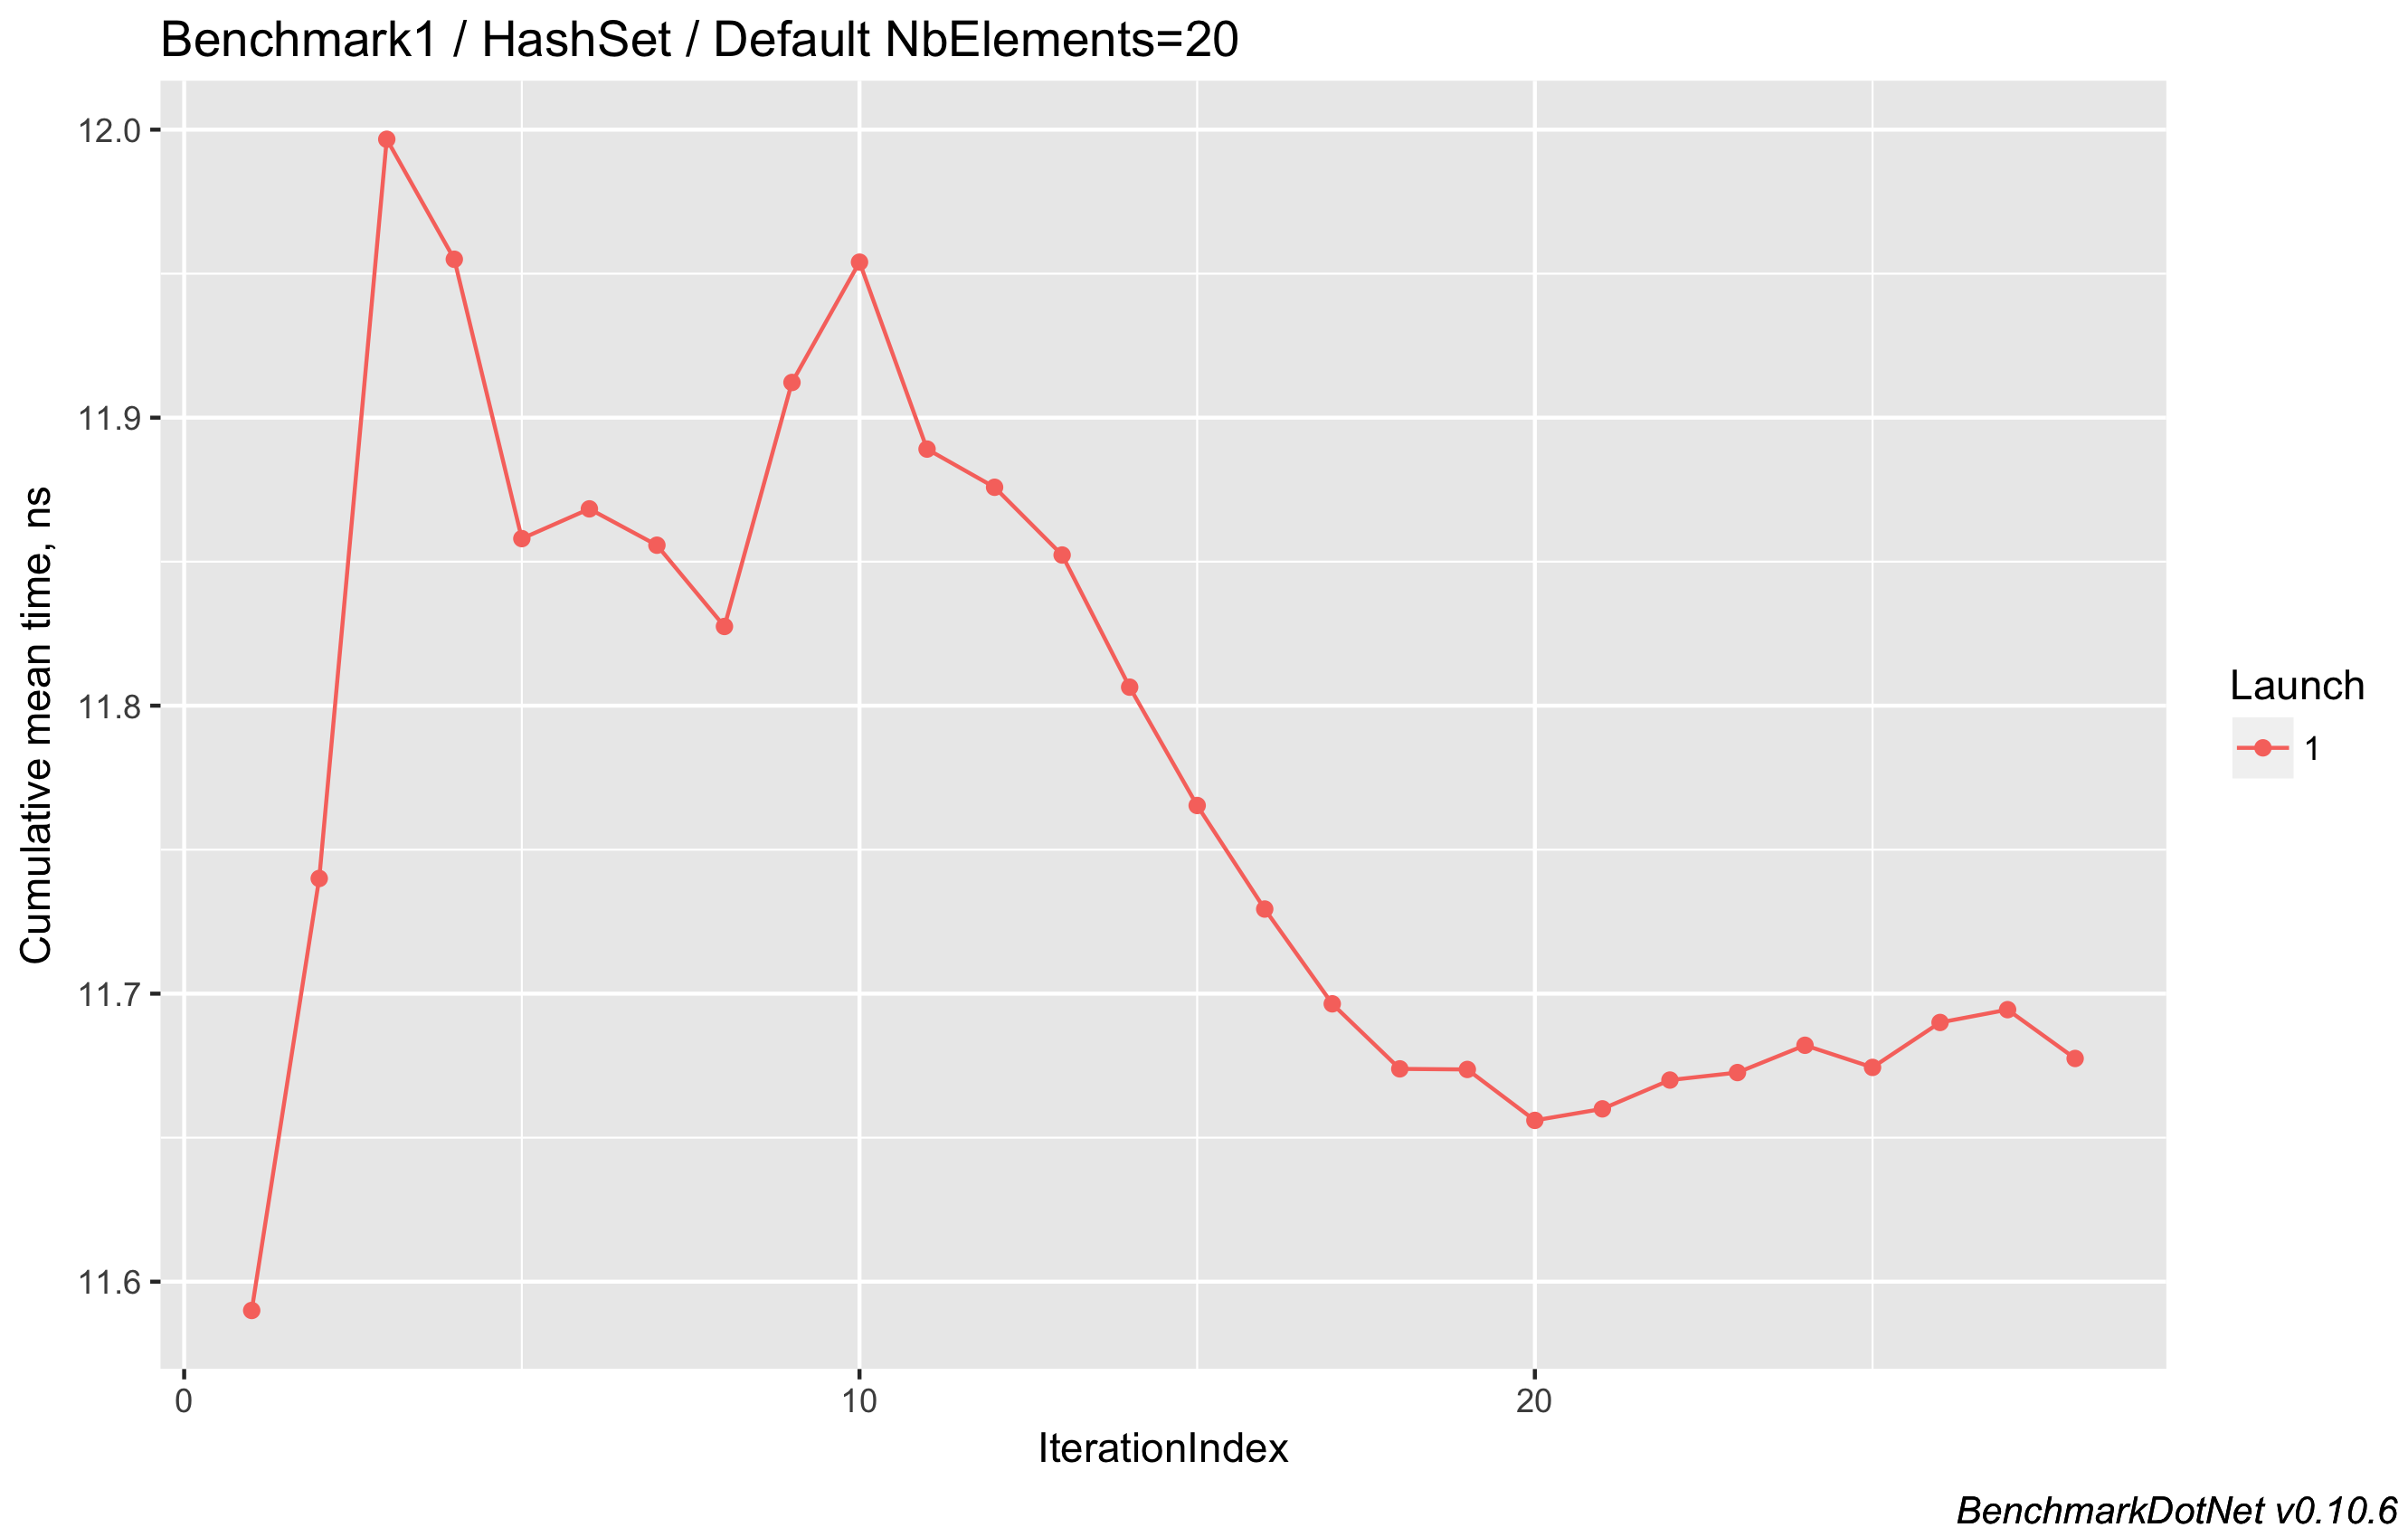 Benchmark1 / HashSet / Default NbElements=20
12.0
11.9
11.8
11.7
11.6
Cumulative mean time, ns
0 10 20
IterationIndex
Launch
1
BenchmarkDotNet v0.10.6